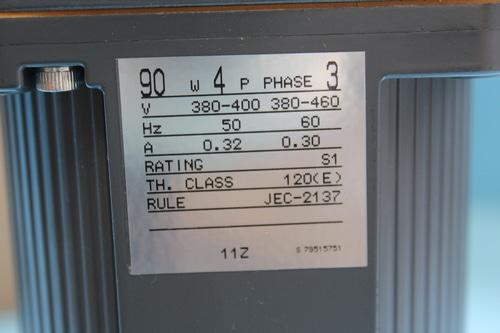 90 W 4 P PHASE 3
V 380-400 380-460
Hz 50 60
A 0.32 0.30
RATING S1
TH. CLASS 120(E)
RULE JEC-2137
11Z S 79515751